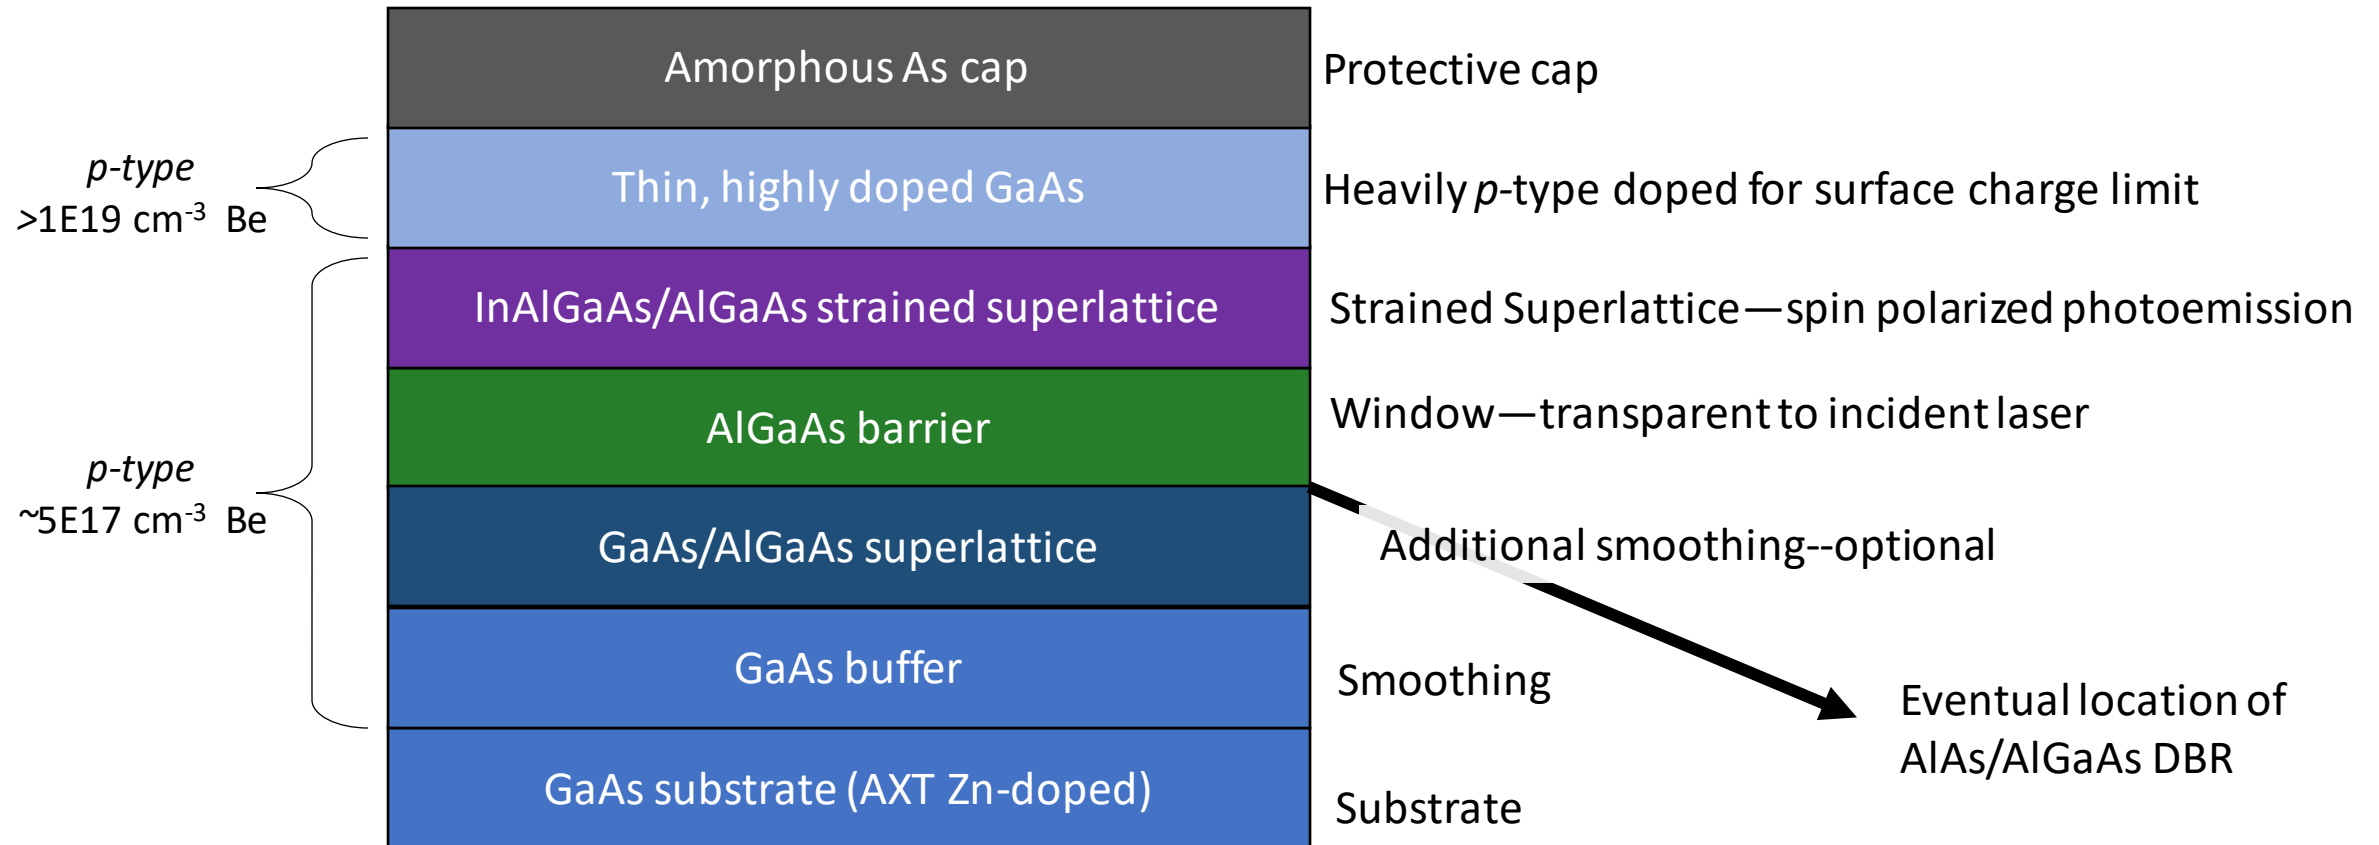 Amorphous As cap
Protective cap
p-type
>1E19 cm-3 Be
Thin, highly doped GaAs
Heavily p-type doped for surface charge limit
InAlGaAs/AlGaAs strained superlattice
Strained Superlattice—spin polarized photoemission
AlGaAs barrier
Window—transparent to incident laser
p-type
~5E17 cm-3 Be
GaAs/AlGaAs superlattice
Additional smoothing--optional
GaAs buffer
Smoothing
Eventual location of
AlAs/AlGaAs DBR
GaAs substrate (AXT Zn-doped)
Substrate